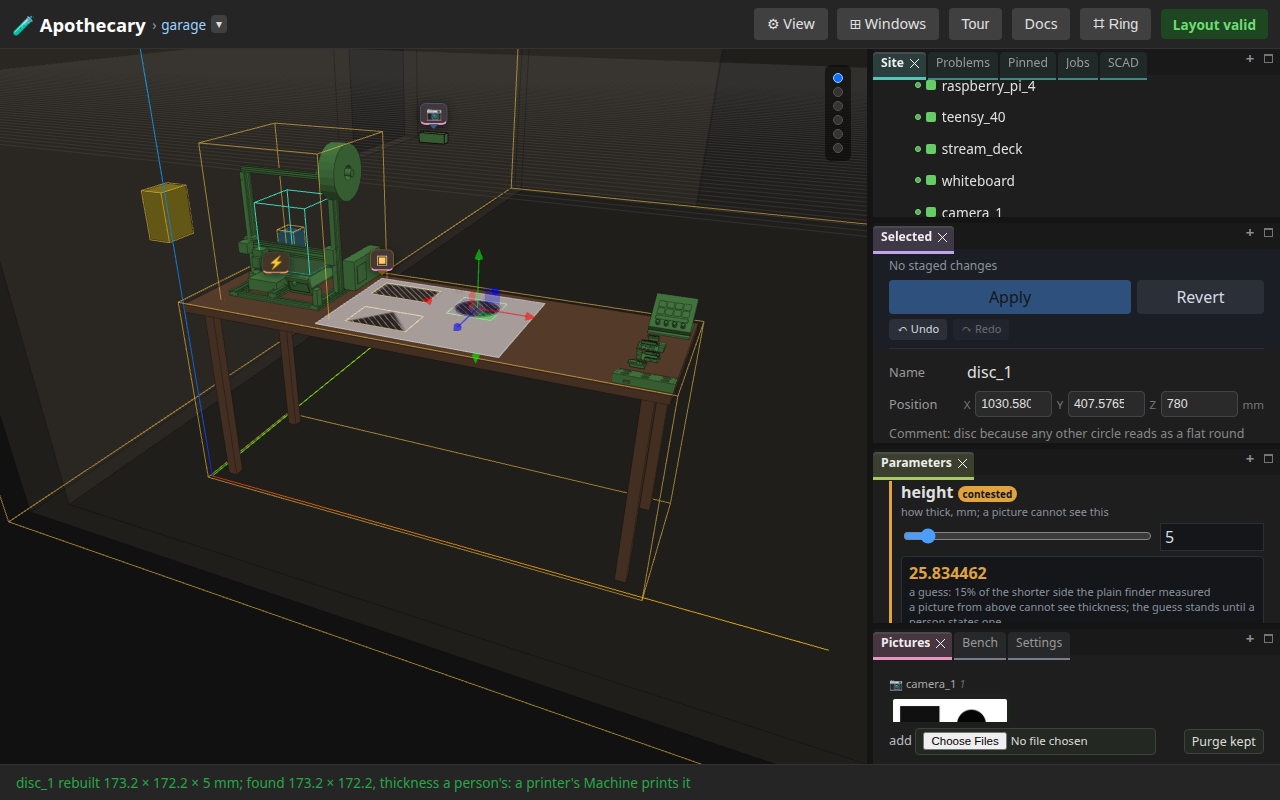 Apothecary › garage ▾
⚙ View
⊞ Windows
Tour
Docs
⌗ Ring
Layout valid
Site
Problems
Pinned
Jobs
SCAD
raspberry_pi_4
teensy_40
stream_deck
whiteboard
camera_1
Selected
No staged changes
Apply
Revert
↶ Undo
↷ Redo
Name disc_1
Position X 1030.580 Y 407.5765 Z 780 mm
Comment: disc because any other circle reads as a flat round
Parameters
height contested
how thick, mm; a picture cannot see this
5
25.834462
a guess: 15% of the shorter side the plain finder measured
a picture from above cannot see thickness; the guess stands until a
person states one
Pictures
Bench
Settings
camera_1 1
add Choose Files No file chosen
Purge kept
disc_1 rebuilt 173.2 × 172.2 × 5 mm; found 173.2 × 172.2, thickness a person's: a printer's Machine prints it